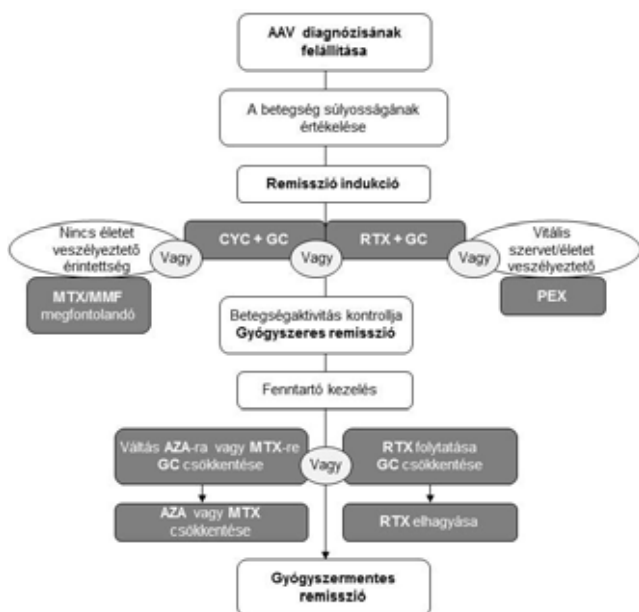 AAV diagnózisának
felállítása
A betegség súlyosságának
értékelése
Remisszió indukció
Nincs életet
veszélyeztető
érintettség
Vagy
CYC + GC
Vagy
RTX + GC
Vagy
Vitális
szervet/életet
veszélyeztető
MTX/MMF
megfontolandó
PEX
Betegségaktivitás kontrollja
Gyógyszeres remisszió
Fenntartó kezelés
Váltás AZA-ra vagy MTX-re
GC csökkentése
Vagy
RTX folytatása
GC csökkentése
AZA vagy MTX
csökkentése
RTX elhagyása
Gyógyszermentes
remisszió